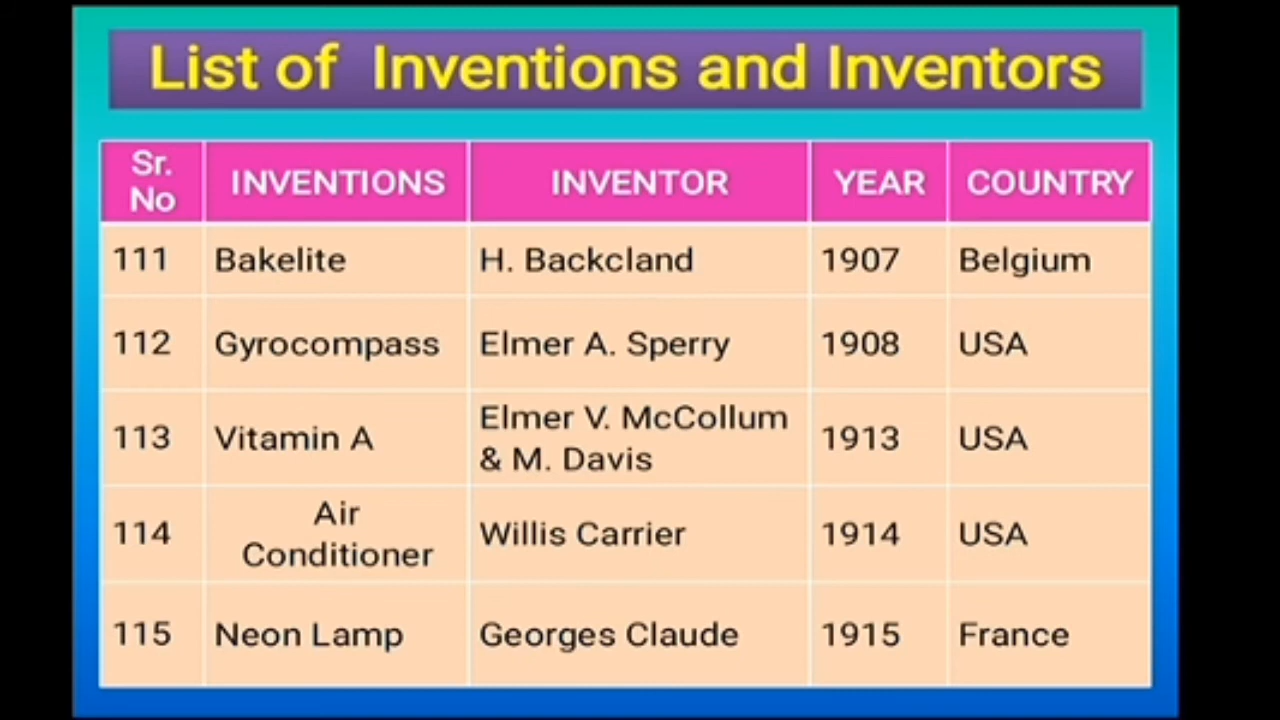 List of Inventions and Inventors
Sr. No INVENTIONS INVENTOR YEAR COUNTRY
111 Bakelite H. Backcland 1907 Belgium
112 Gyrocompass Elmer A. Sperry 1908 USA
113 Vitamin A Elmer V. McCollum & M. Davis 1913 USA
114 Air Conditioner Willis Carrier 1914 USA
115 Neon Lamp Georges Claude 1915 France